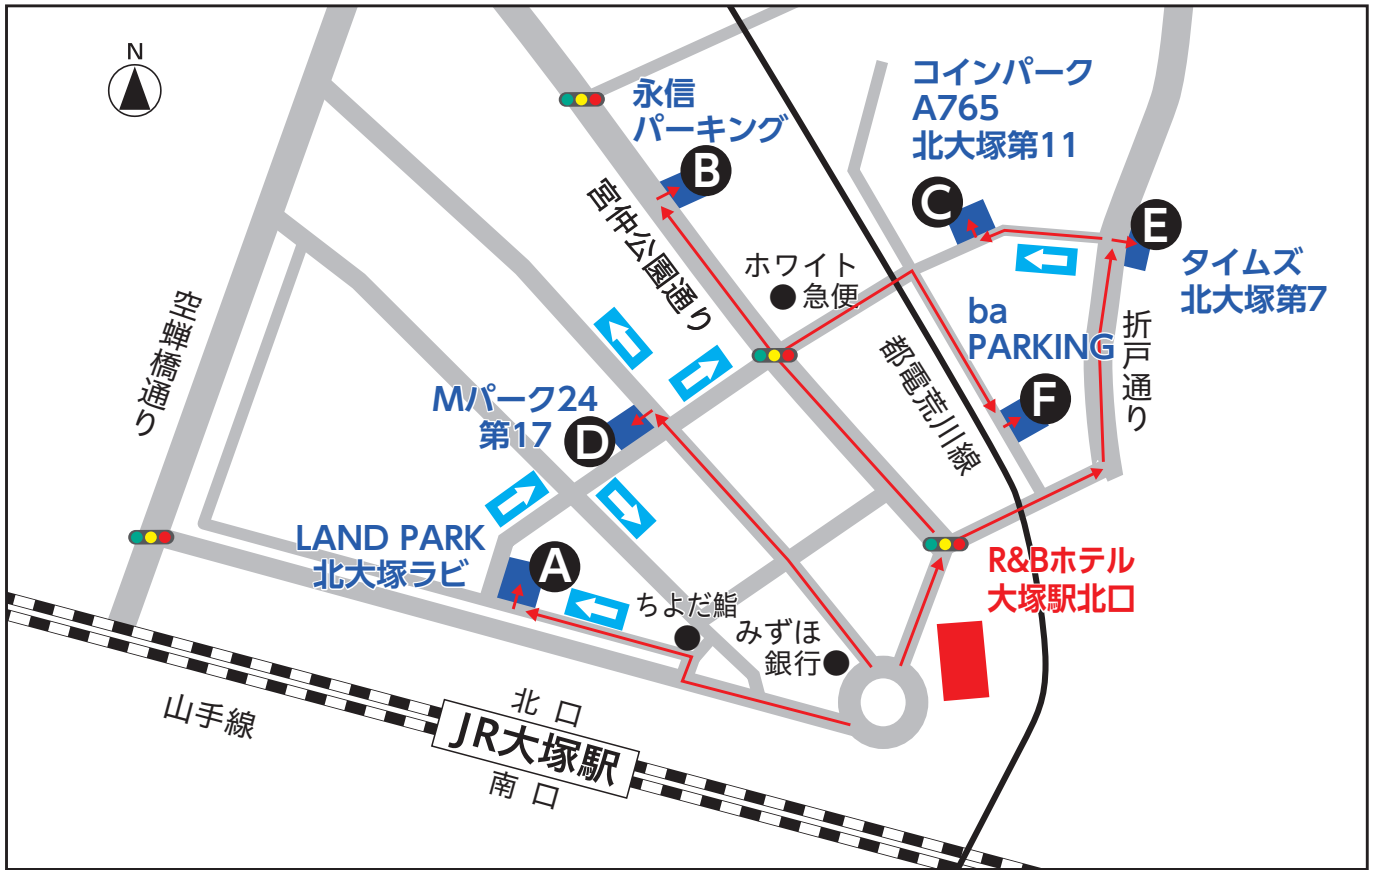 N
永信
パーキング
B
コインパーク
A765
北大塚第11
C
E
タイムズ
北大塚第7
宮仲公園通り
ホワイト
急便
ba
PARKING
F
折戸通り
空蝉橋通り
都電荒川線
Mパーク24
第17
D
LAND PARK
北大塚ラビ
A
ちよだ鮨
みずほ
銀行
R&Bホテル
大塚駅北口
北口
JR大塚駅
南口
山手線